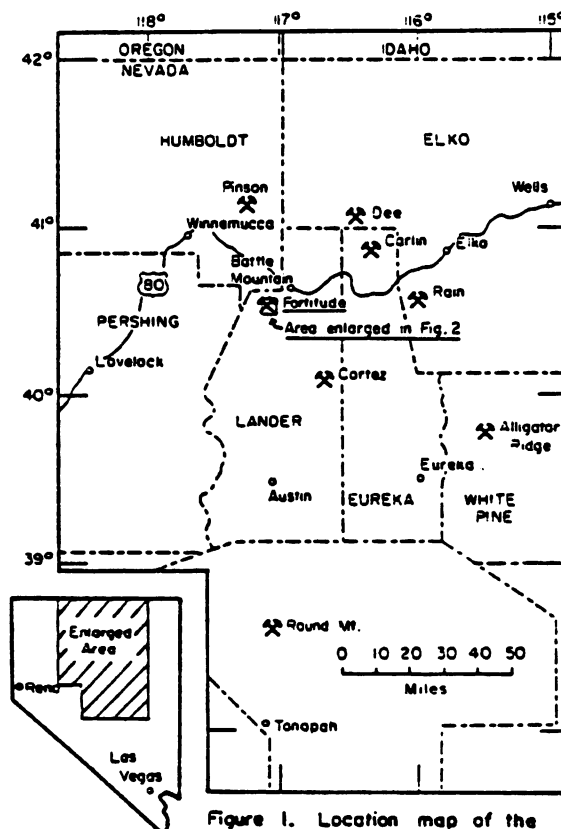 118° 117° 116° 115°
OREGON IDAHO
42°
NEVADA
HUMBOLDT ELKO
Pinson
Wells
Dee
41°
Winnemucca
Carlin
Elko
Battle
Mountain
Rain
80
Fortitude
PERSHING
Area enlarged in Fig. 2
Lovelock
Cortez
40°
LANDER
Alligator
Ridge
Eureka
Austin
EUREKA
WHITE
PINE
39°
Enlarged
Area
Round Mt.
0 10 20 30 40 50
Miles
Reno
Tonopah
Las
Vegas
Figure 1. Location map of the